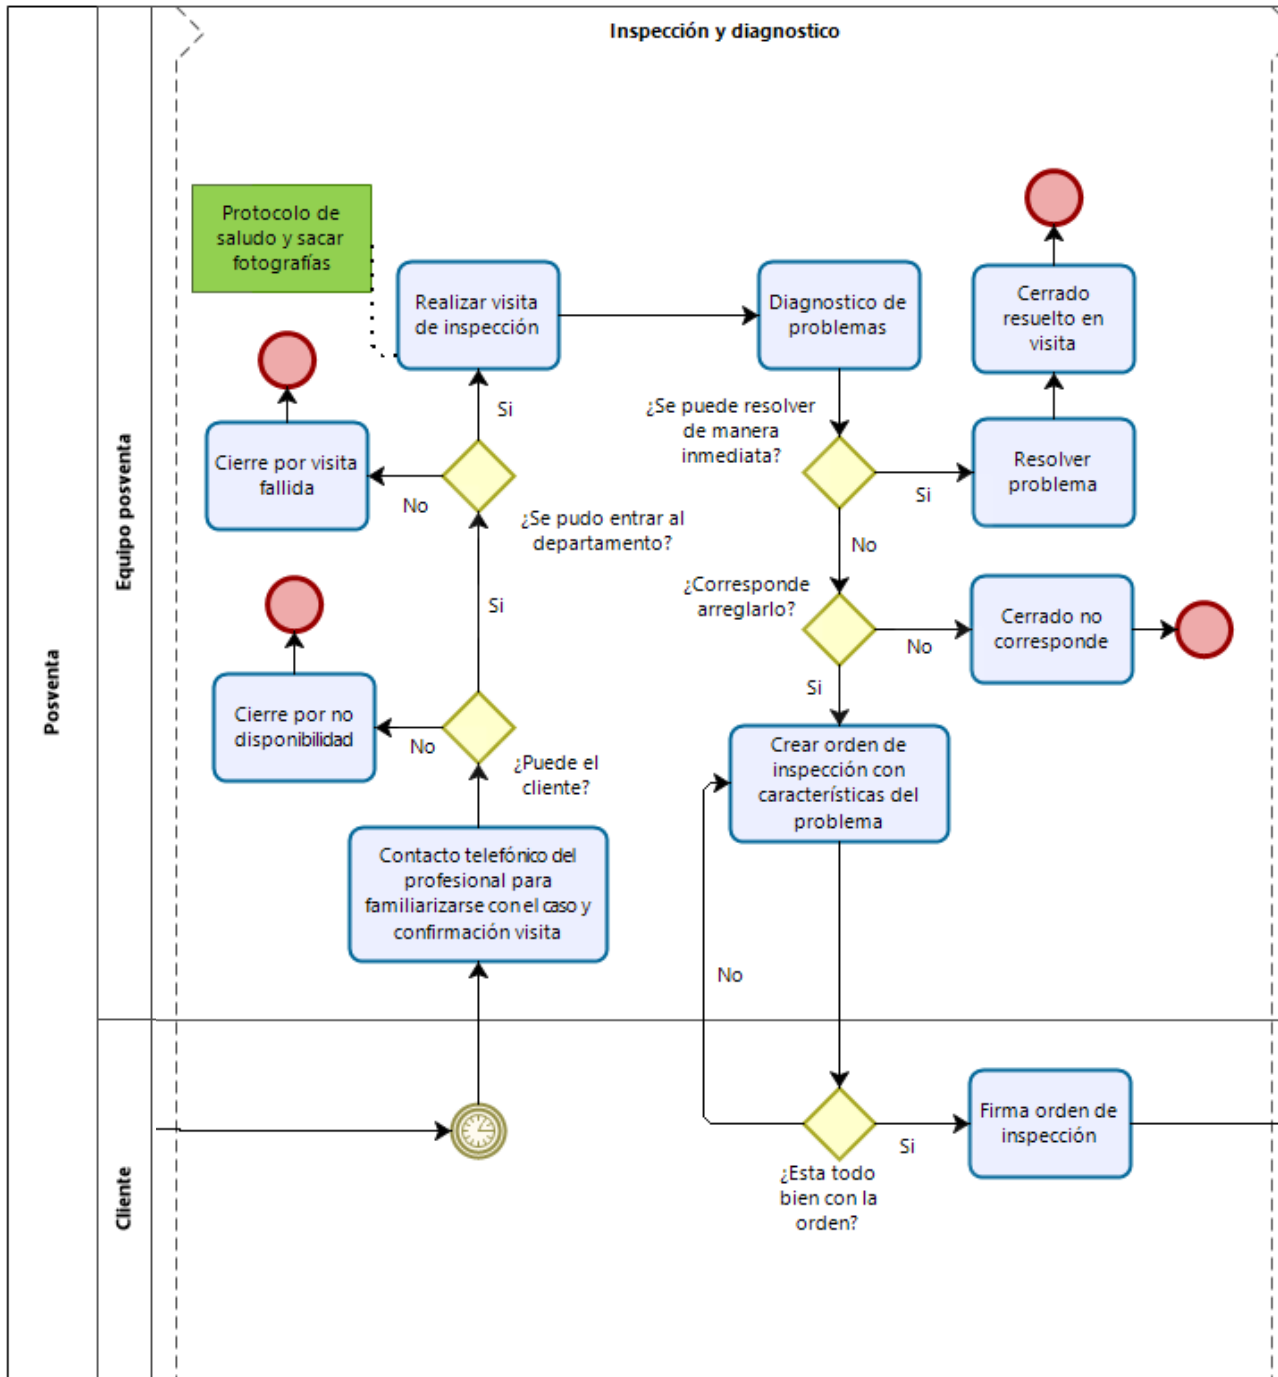 Inspección y diagnostico
Posventa
Equipo posventa
Cliente
Protocolo de
saludo y sacar
fotografías
Realizar visita
de inspección
Diagnostico de
problemas
Cerrado
resuelto en
visita
Si
¿Se puede resolver
de manera
inmediata?
Cierre por visita
fallida
No
Resolver
problema
Si
¿Se pudo entrar al
departamento?
No
Si
¿Corresponde
arreglarlo?
Cerrado no
corresponde
No
Si
Cierre por no
disponibilidad
No
¿Puede el
cliente?
Crear orden de
inspección con
características del
problema
Contacto telefónico del
profesional para
familiarizarse con el caso y
confirmación visita
No
Firma orden de
inspección
Si
¿Esta todo
bien con la
orden?